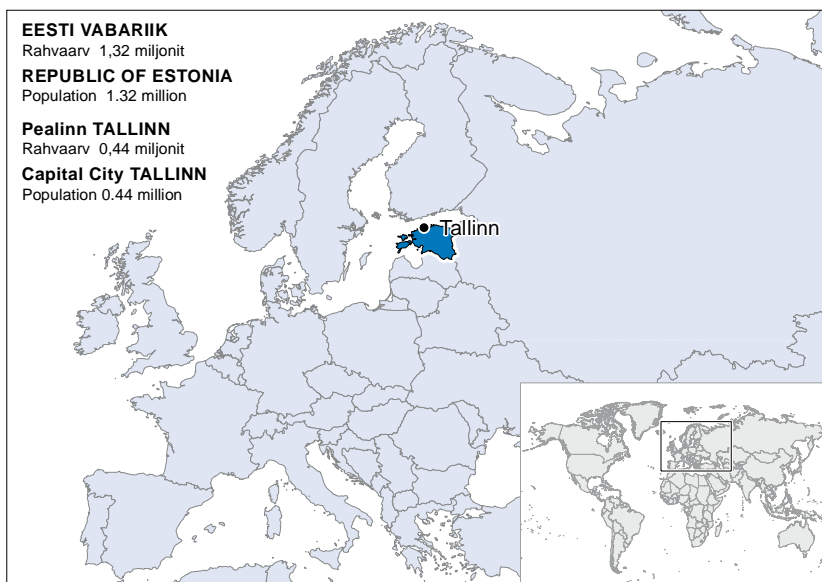 EESTI VABARIIK
Rahvaarv 1,32 miljonit
REPUBLIC OF ESTONIA
Population 1.32 million
Pealinn TALLINN
Rahvaarv 0,44 miljonit
Capital City TALLINN
Population 0.44 million
Tallinn